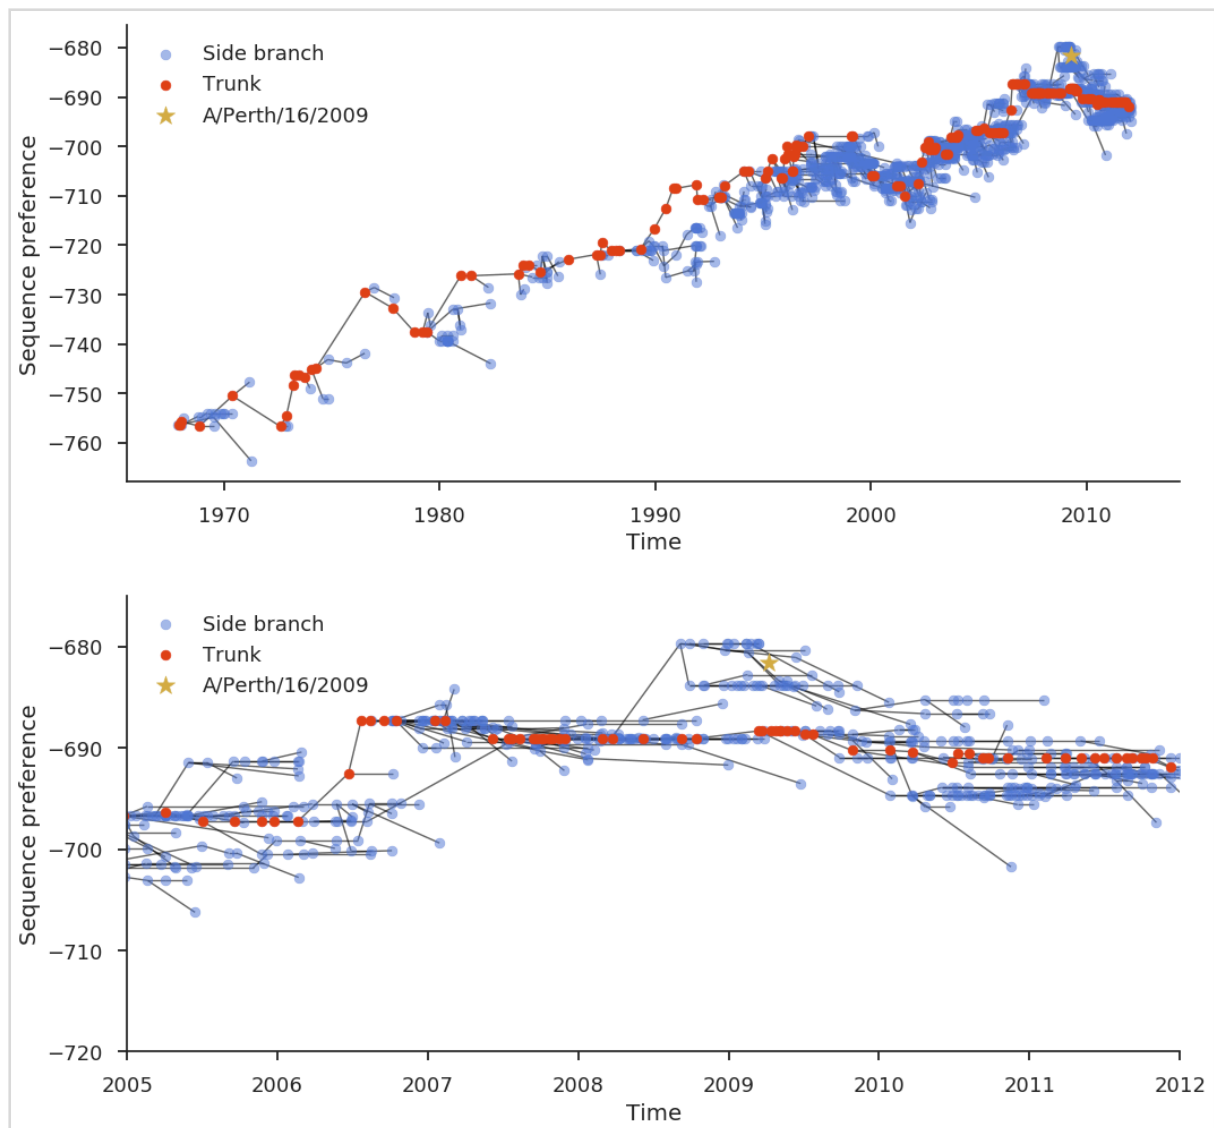 −680
−690
−700
−710
−720
−730
−740
−750
−760
Sequence preference
Side branch
Trunk
A/Perth/16/2009
1970 1980 1990 2000 2010
Time
−680
−690
−700
−710
−720
Sequence preference
Side branch
Trunk
A/Perth/16/2009
2005 2006 2007 2008 2009 2010 2011 2012
Time